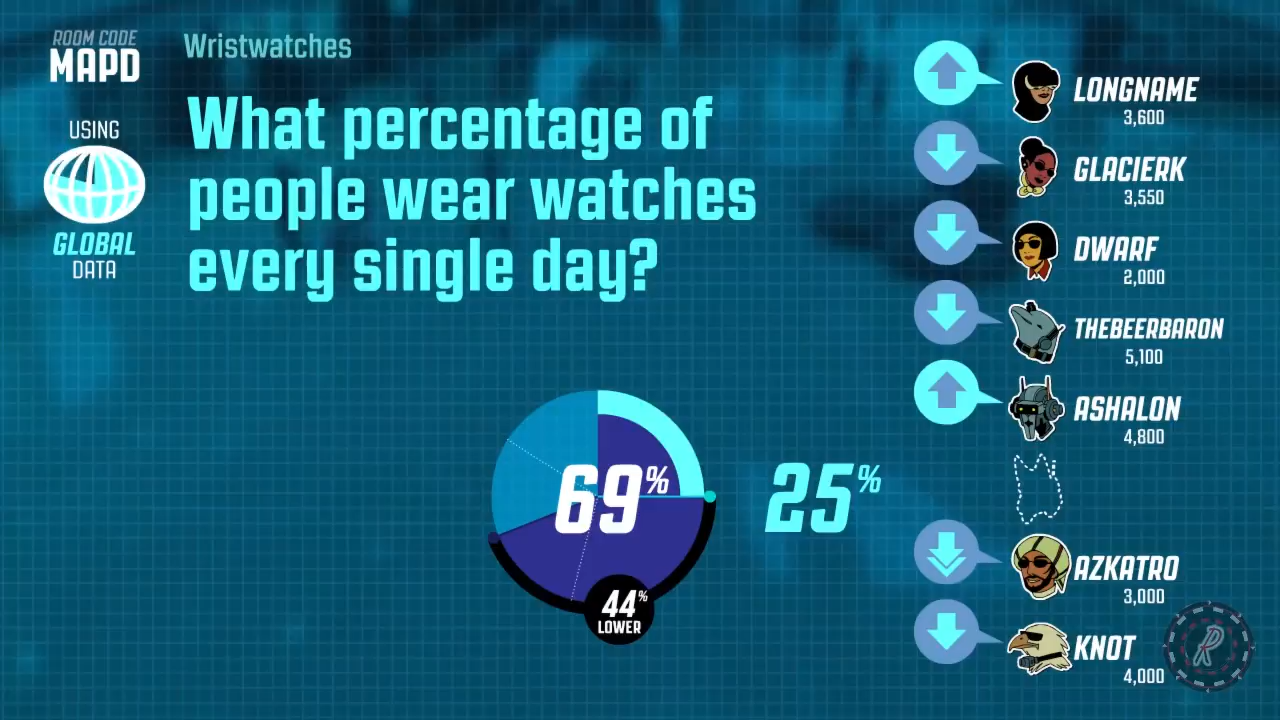 ROOM CODE
MAPD
USING
GLOBAL
DATA
Wristwatches
What percentage of
people wear watches
every single day?
69%
25%
44%
LOWER
LONGNAME
3,600
GLACIERK
3,550
DWARF
2,000
THEBEERBARON
5,100
ASHALON
4,800
AZKATRO
3,000
KNOT
4,000
R